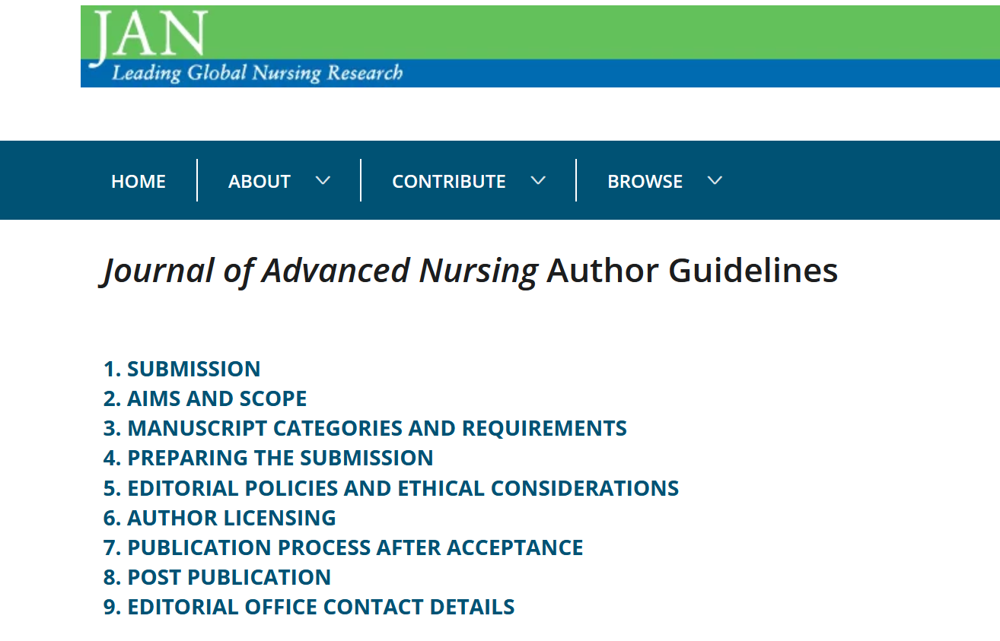 JAN
Leading Global Nursing Research
HOME
ABOUT
CONTRIBUTE
BROWSE
Journal of Advanced Nursing Author Guidelines
1. SUBMISSION
2. AIMS AND SCOPE
3. MANUSCRIPT CATEGORIES AND REQUIREMENTS
4. PREPARING THE SUBMISSION
5. EDITORIAL POLICIES AND ETHICAL CONSIDERATIONS
6. AUTHOR LICENSING
7. PUBLICATION PROCESS AFTER ACCEPTANCE
8. POST PUBLICATION
9. EDITORIAL OFFICE CONTACT DETAILS